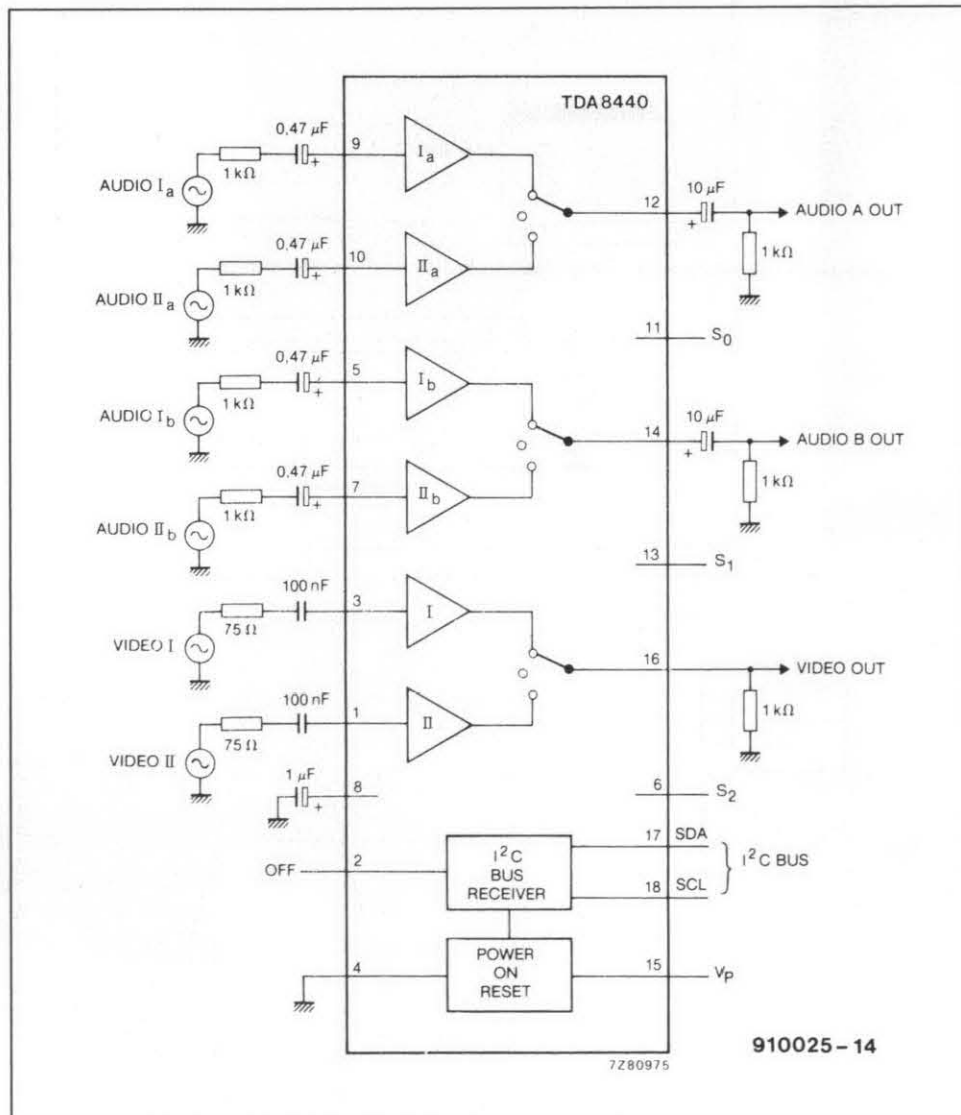 TDA8440
0,47 µF
9
1 kΩ
AUDIO Ia
Ia
12
10 µF
+
AUDIO A OUT
1 kΩ
0,47 µF
10
+
1 kΩ
AUDIO IIa
IIa
11
S0
0,47 µF
5
+
1 kΩ
AUDIO Ib
Ib
14
10 µF
+
AUDIO B OUT
1 kΩ
0,47 µF
7
+
1 kΩ
AUDIO IIb
IIb
13
S1
100 nF
3
75 Ω
VIDEO I
I
16
VIDEO OUT
1 kΩ
100 nF
1
75 Ω
VIDEO II
II
1 µF
8
+
6
S2
OFF
2
I2C
BUS
RECEIVER
17
SDA
18
SCL
I2C BUS
4
POWER
ON
RESET
15
VP
7Z80975
910025-14